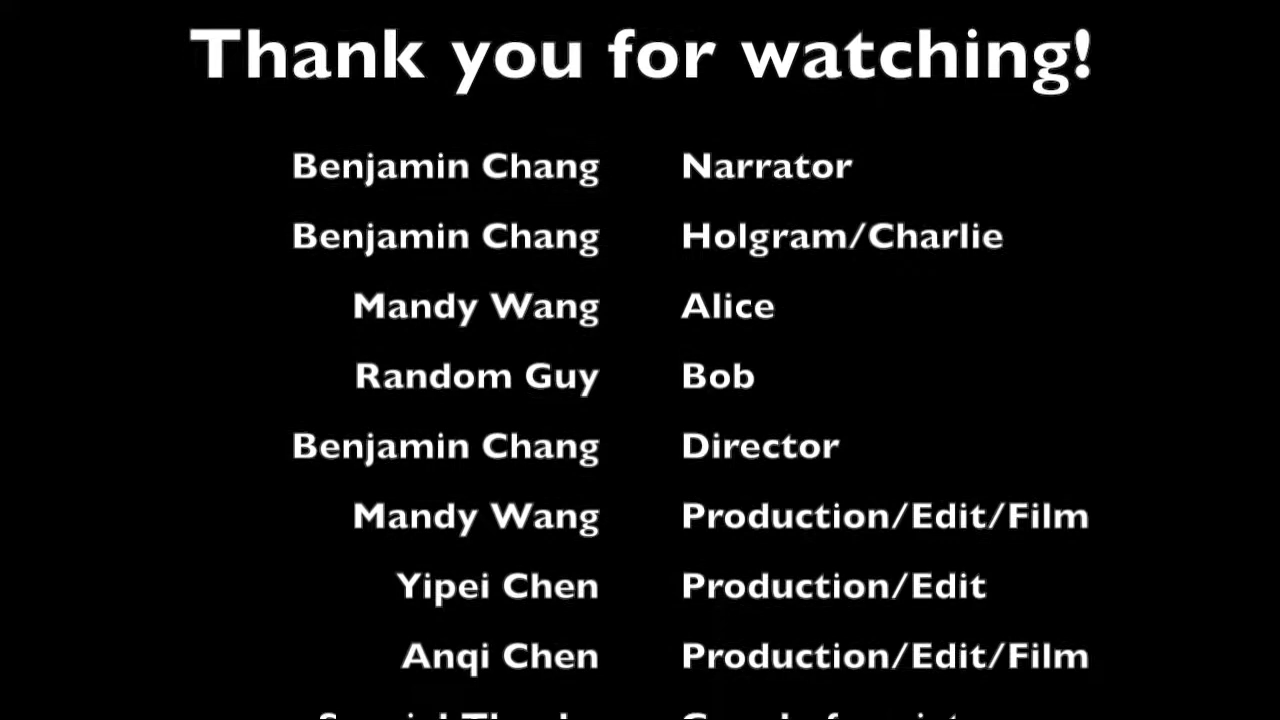 Thank you for watching!
Benjamin Chang Narrator
Benjamin Chang Holgram/Charlie
Mandy Wang Alice
Random Guy Bob
Benjamin Chang Director
Mandy Wang Production/Edit/Film
Yipei Chen Production/Edit
Anqi Chen Production/Edit/Film